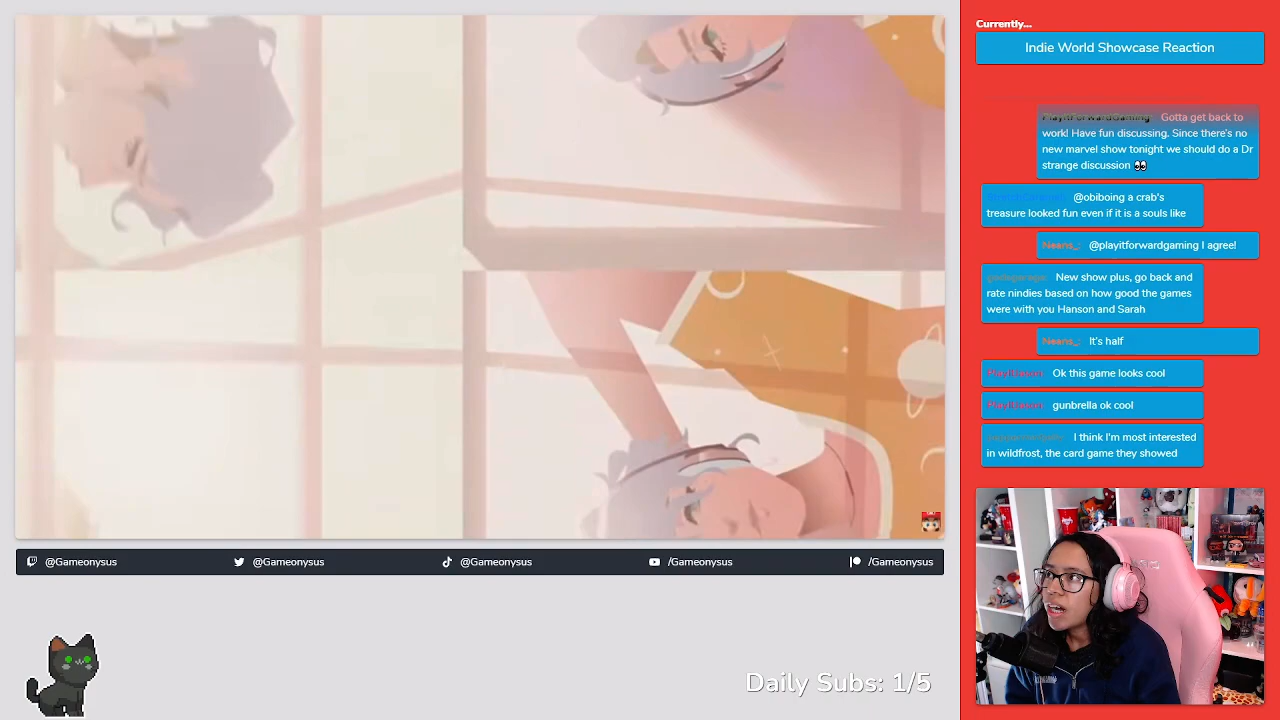 Currently...
Indie World Showcase Reaction
PlayItForwardGaming: Gotta get back to
work! Have fun discussing. Since there's no
new marvel show tonight we should do a Dr
strange discussion 👀
@obiboing a crab's
treasure looked fun even if it is a souls like
Neans_: @playitforwardgaming I agree!
New show plus, go back and
rate nindies based on how good the games
were with you Hanson and Sarah
Neans_: It's half
Ok this game looks cool
gunbrella ok cool
I think I'm most interested
in wildfrost, the card game they showed
@Gameonysus
@Gameonysus
@Gameonysus
/Gameonysus
/Gameonysus
Daily Subs: 1/5